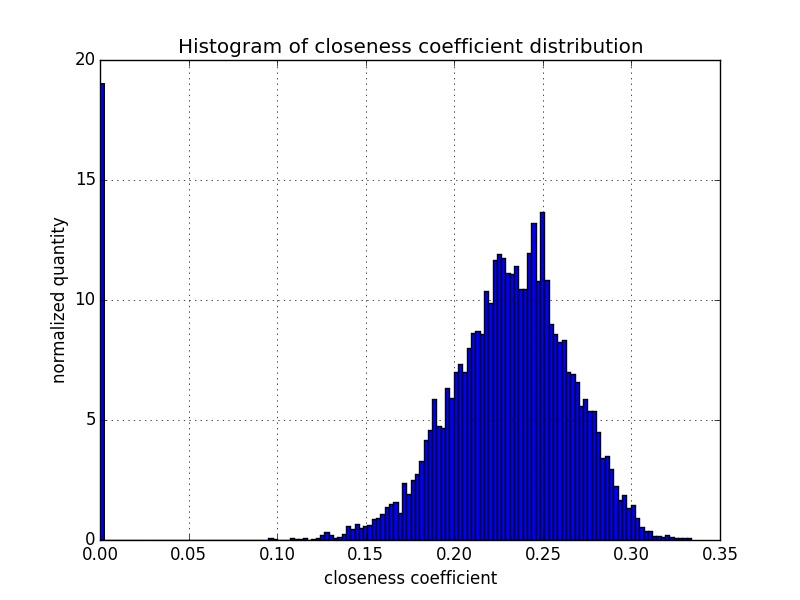 Histogram of closeness coefficient distribution
20
15
10
5
0
normalized quantity
0.00 0.05 0.10 0.15 0.20 0.25 0.30 0.35
closeness coefficient